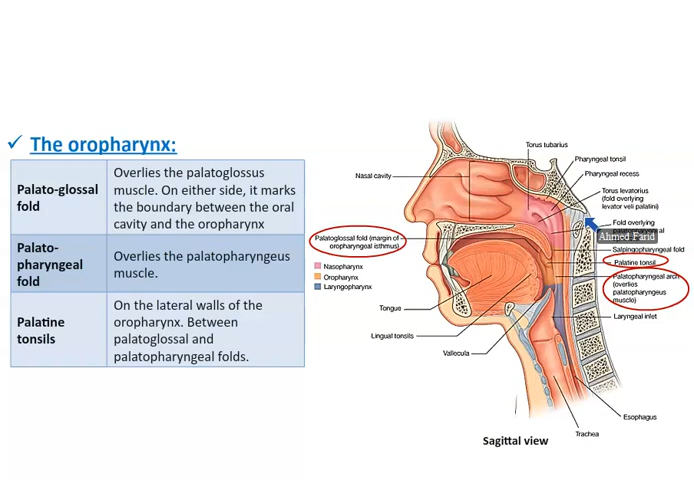 ✓ The oropharynx:
Palato-glossal
fold
Overlies the palatoglossus
muscle. On either side, it marks
the boundary between the oral
cavity and the oropharynx
Palato-
pharyngeal
fold
Overlies the palatopharyngeus
muscle.
Palatine
tonsils
On the lateral walls of the
oropharynx. Between
palatoglossal and
palatopharyngeal folds.
Torus tubarius
Pharyngeal tonsil
Pharyngeal recess
Nasal cavity
Torus levatorius
(fold overlying
levator veli palatini)
Fold overlying
Ahmed Farid
Palatoglossal fold (margin of
oropharyngeal isthmus)
Salpingopharyngeal fold
Palatine tonsil
Nasopharynx
Oropharynx
Laryngopharynx
Palatopharyngeal arch
(overlies
palatopharyngeus
muscle)
Tongue
Laryngeal inlet
Lingual tonsils
Vallecula
Esophagus
Trachea
Sagittal view